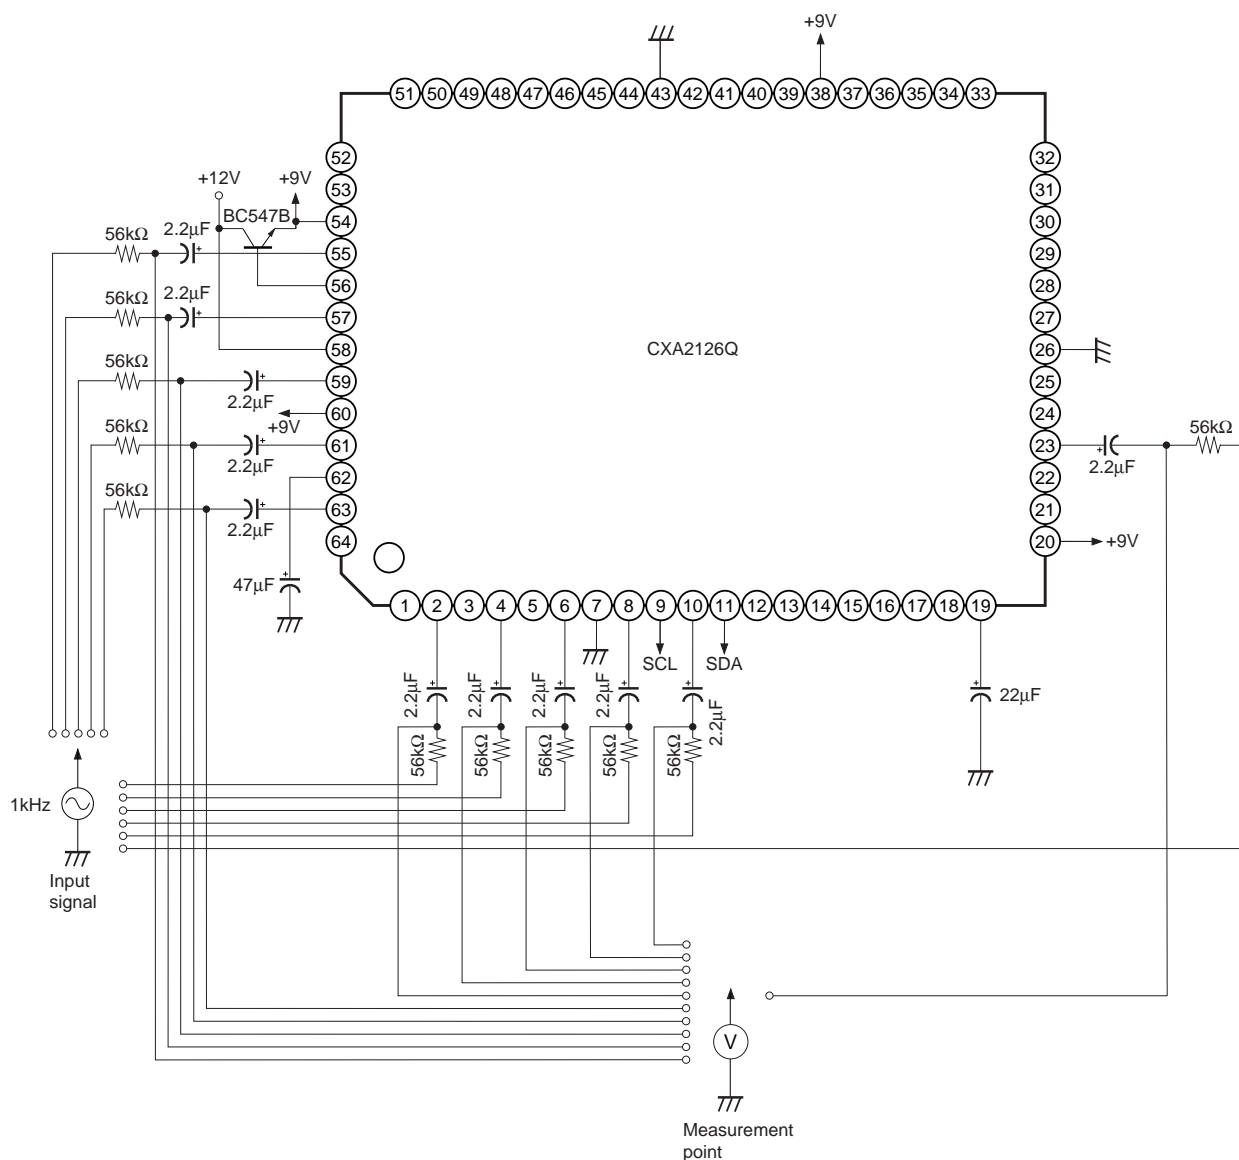 +9V
51 50 49 48 47 46 45 44 43 42 41 40 39 38 37 36 35 34 33
52 32
+12V +9V 53 31
BC547B 54 30
56kΩ 2.2μF 55 29
56 28
56kΩ 2.2μF 57 27
58 CXA2126Q 26
56kΩ 59 25
2.2μF
60 24
+9V
56kΩ 61 23 56kΩ
2.2μF 2.2μF
62 22
56kΩ 63 21
2.2μF
64 20 +9V
47μF
1 2 3 4 5 6 7 8 9 10 11 12 13 14 15 16 17 18 19
SCL SDA
2.2μF 2.2μF 2.2μF 2.2μF 2.2μF 22μF
56kΩ 56kΩ 56kΩ 56kΩ 56kΩ
1kHz
Input
signal
V
Measurement
point